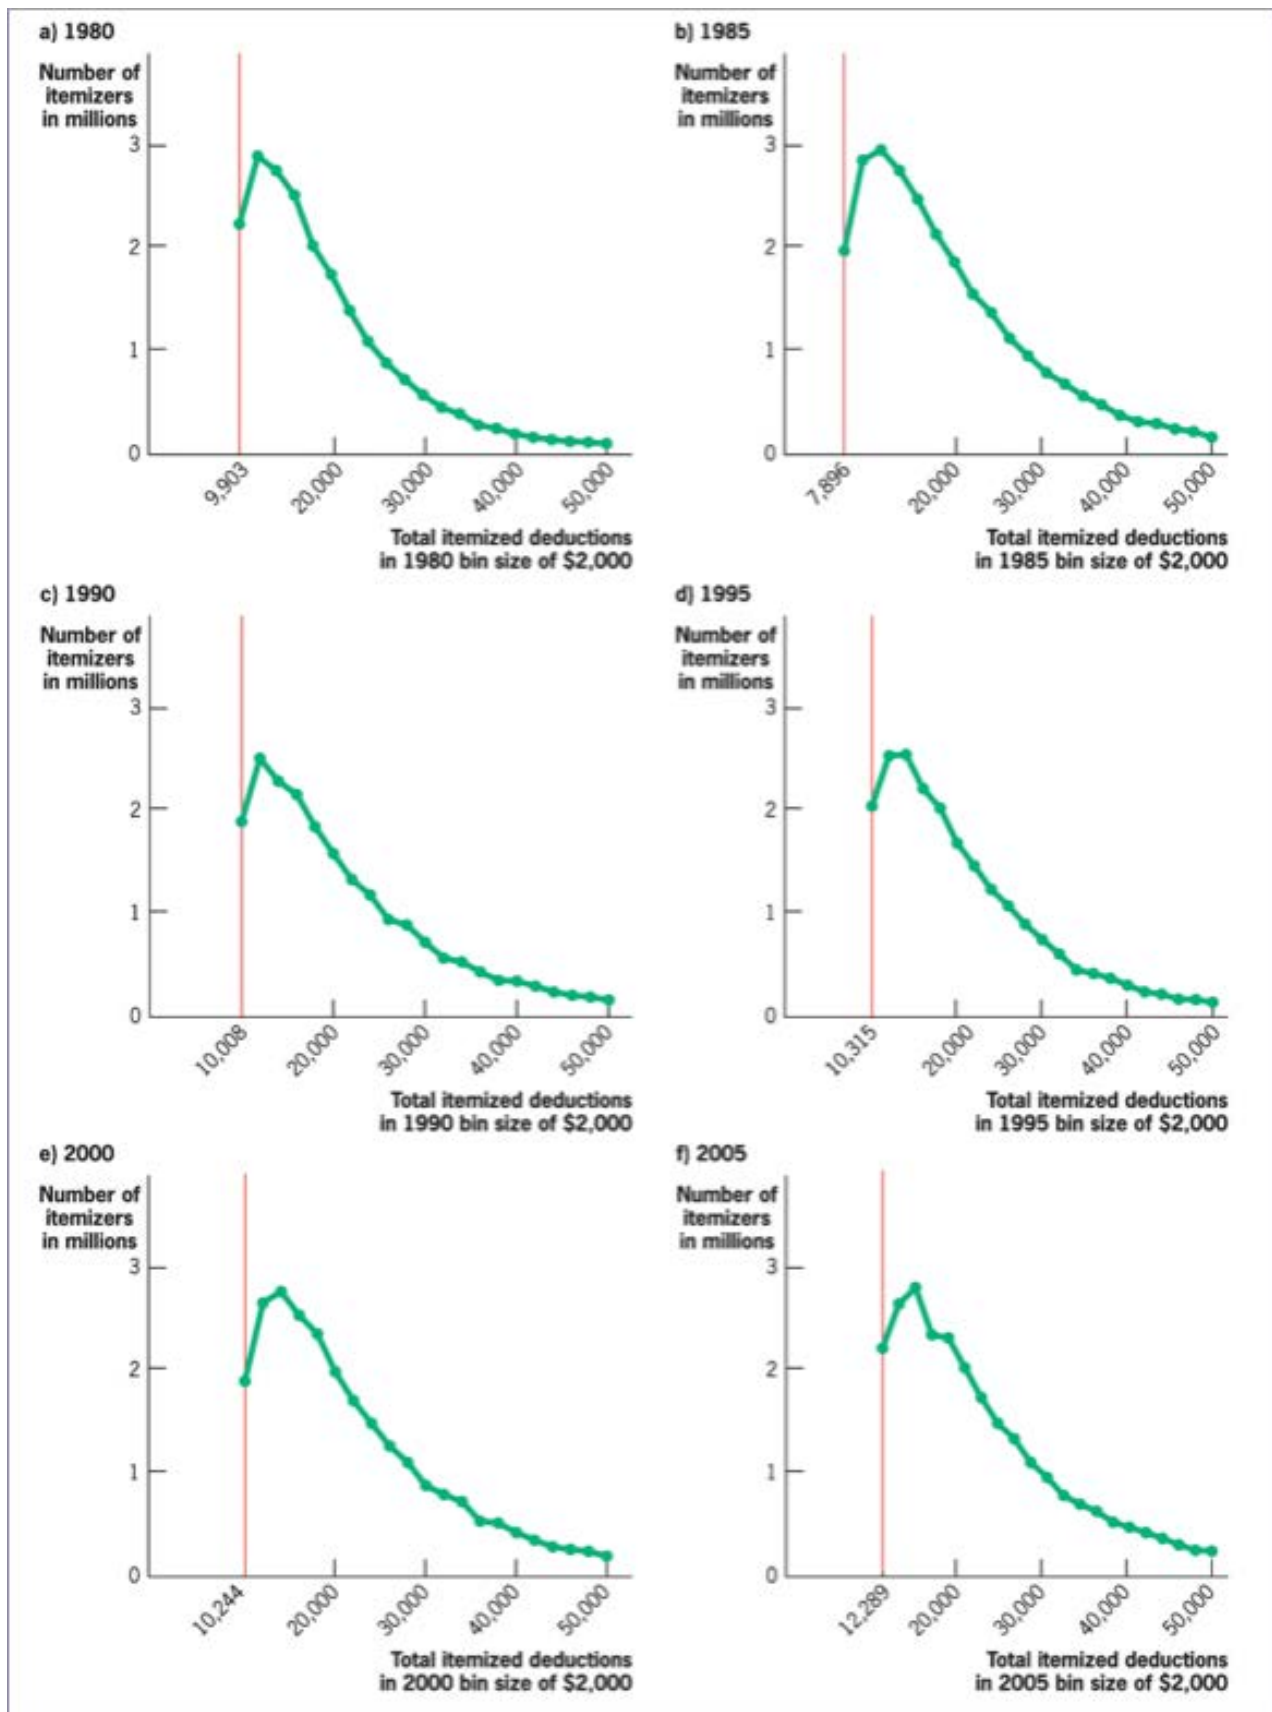 a) 1980
Number of
itemizers
in millions
3
2
1
0
9,903
20,000
30,000
40,000
50,000
Total itemized deductions
in 1980 bin size of $2,000
b) 1985
Number of
itemizers
in millions
3
2
1
0
7,896
20,000
30,000
40,000
50,000
Total itemized deductions
in 1985 bin size of $2,000
c) 1990
Number of
itemizers
in millions
3
2
1
0
10,008
20,000
30,000
40,000
50,000
Total itemized deductions
in 1990 bin size of $2,000
d) 1995
Number of
itemizers
in millions
3
2
1
0
10,315
20,000
30,000
40,000
50,000
Total itemized deductions
in 1995 bin size of $2,000
e) 2000
Number of
itemizers
in millions
3
2
1
0
10,244
20,000
30,000
40,000
50,000
Total itemized deductions
in 2000 bin size of $2,000
f) 2005
Number of
itemizers
in millions
3
2
1
0
12,289
20,000
30,000
40,000
50,000
Total itemized deductions
in 2005 bin size of $2,000